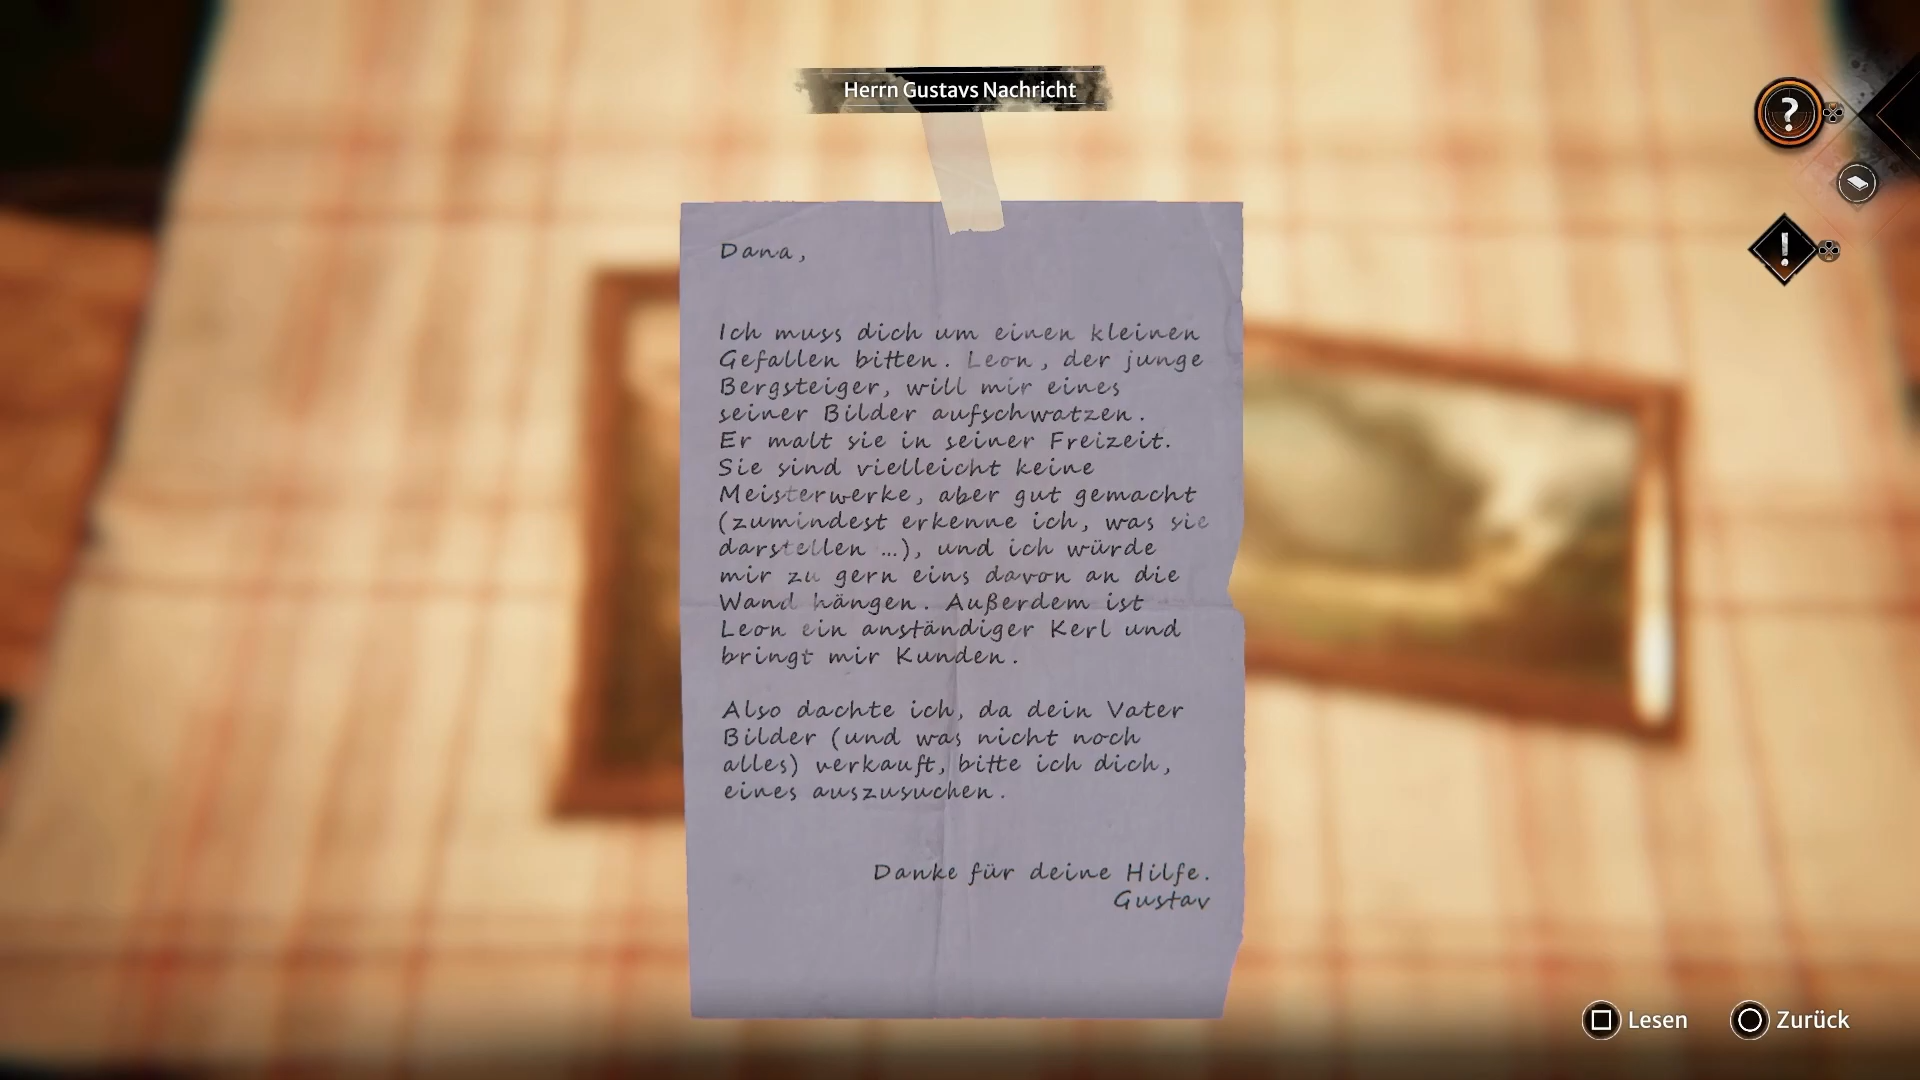 Herrn Gustavs Nachricht
?
!
Dana,
Ich muss dich um einen kleinen
Gefallen bitten. Leon, der junge
Bergsteiger, will mir eines
seiner Bilder aufschwatzen.
Er malt sie in seiner Freizeit.
Sie sind vielleicht keine
Meisterwerke, aber gut gemacht
(zumindest erkenne ich, was sie
darstellen ...), und ich würde
mir zu gern eins davon an die
Wand hängen. Außerdem ist
Leon ein anständiger Kerl und
bringt mir Kunden.
Also dachte ich, da dein Vater
Bilder (und was nicht noch
alles) verkauft, bitte ich dich,
eines auszusuchen.
Danke für deine Hilfe.
Gustav
Lesen
Zurück